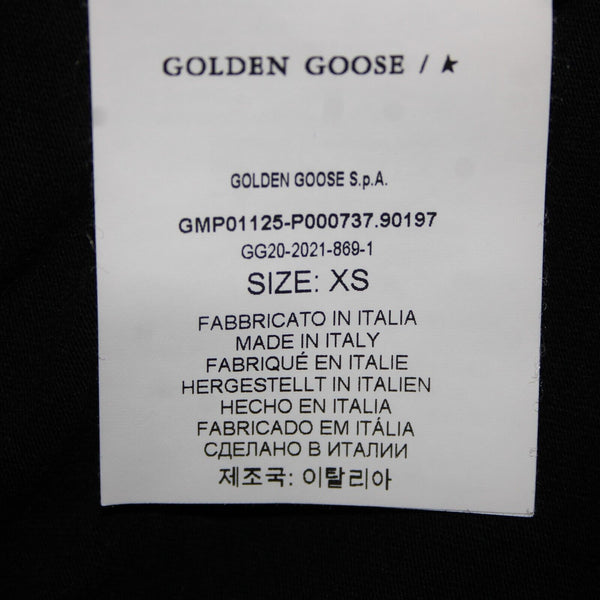 GOLDEN GOOSE / ★
GOLDEN GOOSE S.p.A.
GMP01125-P000737.90197
GG20-2021-869-1
SIZE: XS
FABBRICATO IN ITALIA
MADE IN ITALY
FABRIQUÉ EN ITALIE
HERGESTELLT IN ITALIEN
HECHO EN ITALIA
FABRICADO EM ITÁLIA
СДЕЛАНО В ИТАЛИИ
제조국: 이탈리아